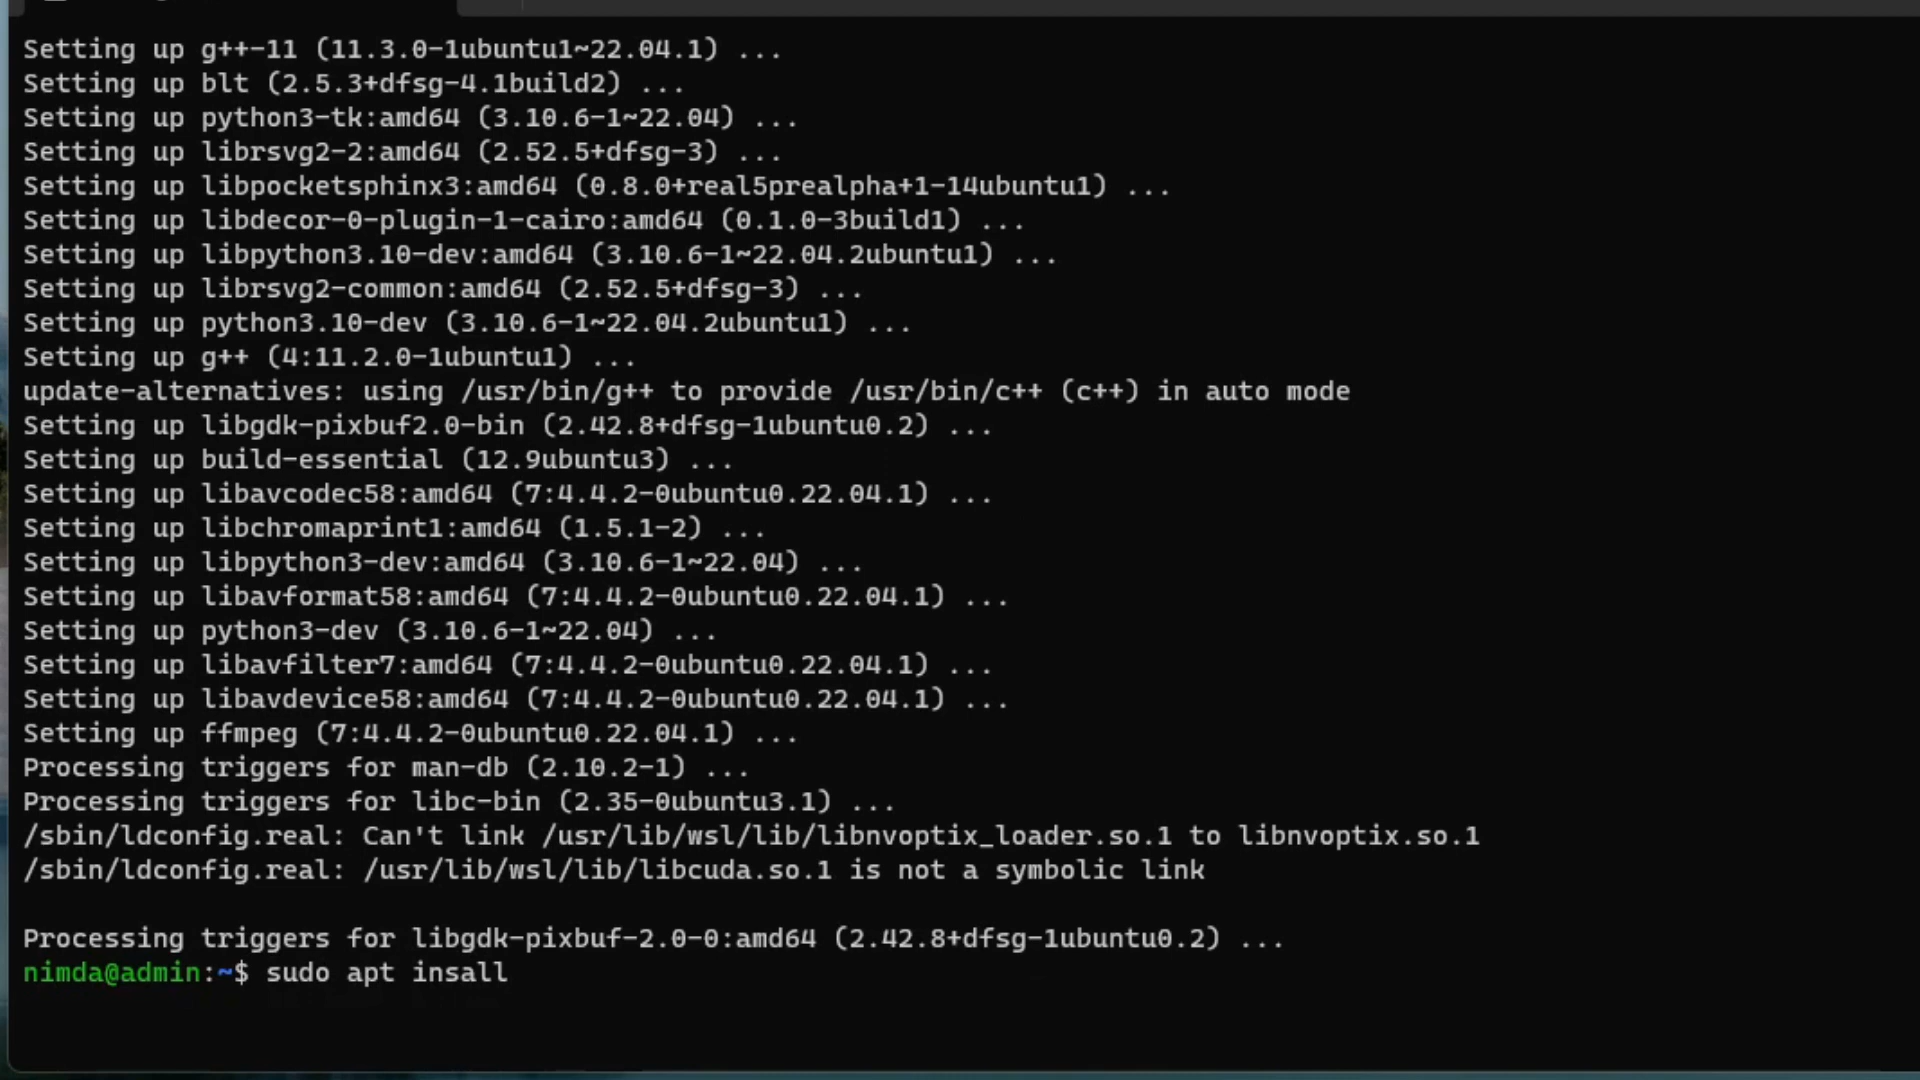 Setting up g++-11 (11.3.0-1ubuntu1~22.04.1) ...
Setting up blt (2.5.3+dfsg-4.1build2) ...
Setting up python3-tk:amd64 (3.10.6-1~22.04) ...
Setting up librsvg2-2:amd64 (2.52.5+dfsg-3) ...
Setting up libpocketsphinx3:amd64 (0.8.0+real5prealpha+1-14ubuntu1) ...
Setting up libdecor-0-plugin-1-cairo:amd64 (0.1.0-3build1) ...
Setting up libpython3.10-dev:amd64 (3.10.6-1~22.04.2ubuntu1) ...
Setting up librsvg2-common:amd64 (2.52.5+dfsg-3) ...
Setting up python3.10-dev (3.10.6-1~22.04.2ubuntu1) ...
Setting up g++ (4:11.2.0-1ubuntu1) ...
update-alternatives: using /usr/bin/g++ to provide /usr/bin/c++ (c++) in auto mode
Setting up libgdk-pixbuf2.0-bin (2.42.8+dfsg-1ubuntu0.2) ...
Setting up build-essential (12.9ubuntu3) ...
Setting up libavcodec58:amd64 (7:4.4.2-0ubuntu0.22.04.1) ...
Setting up libchromaprint1:amd64 (1.5.1-2) ...
Setting up libpython3-dev:amd64 (3.10.6-1~22.04) ...
Setting up libavformat58:amd64 (7:4.4.2-0ubuntu0.22.04.1) ...
Setting up python3-dev (3.10.6-1~22.04) ...
Setting up libavfilter7:amd64 (7:4.4.2-0ubuntu0.22.04.1) ...
Setting up libavdevice58:amd64 (7:4.4.2-0ubuntu0.22.04.1) ...
Setting up ffmpeg (7:4.4.2-0ubuntu0.22.04.1) ...
Processing triggers for man-db (2.10.2-1) ...
Processing triggers for libc-bin (2.35-0ubuntu3.1) ...
/sbin/ldconfig.real: Can't link /usr/lib/wsl/lib/libnvoptix_loader.so.1 to libnvoptix.so.1
/sbin/ldconfig.real: /usr/lib/wsl/lib/libcuda.so.1 is not a symbolic link
Processing triggers for libgdk-pixbuf-2.0-0:amd64 (2.42.8+dfsg-1ubuntu0.2) ...
nimda@admin:~$ sudo apt insall